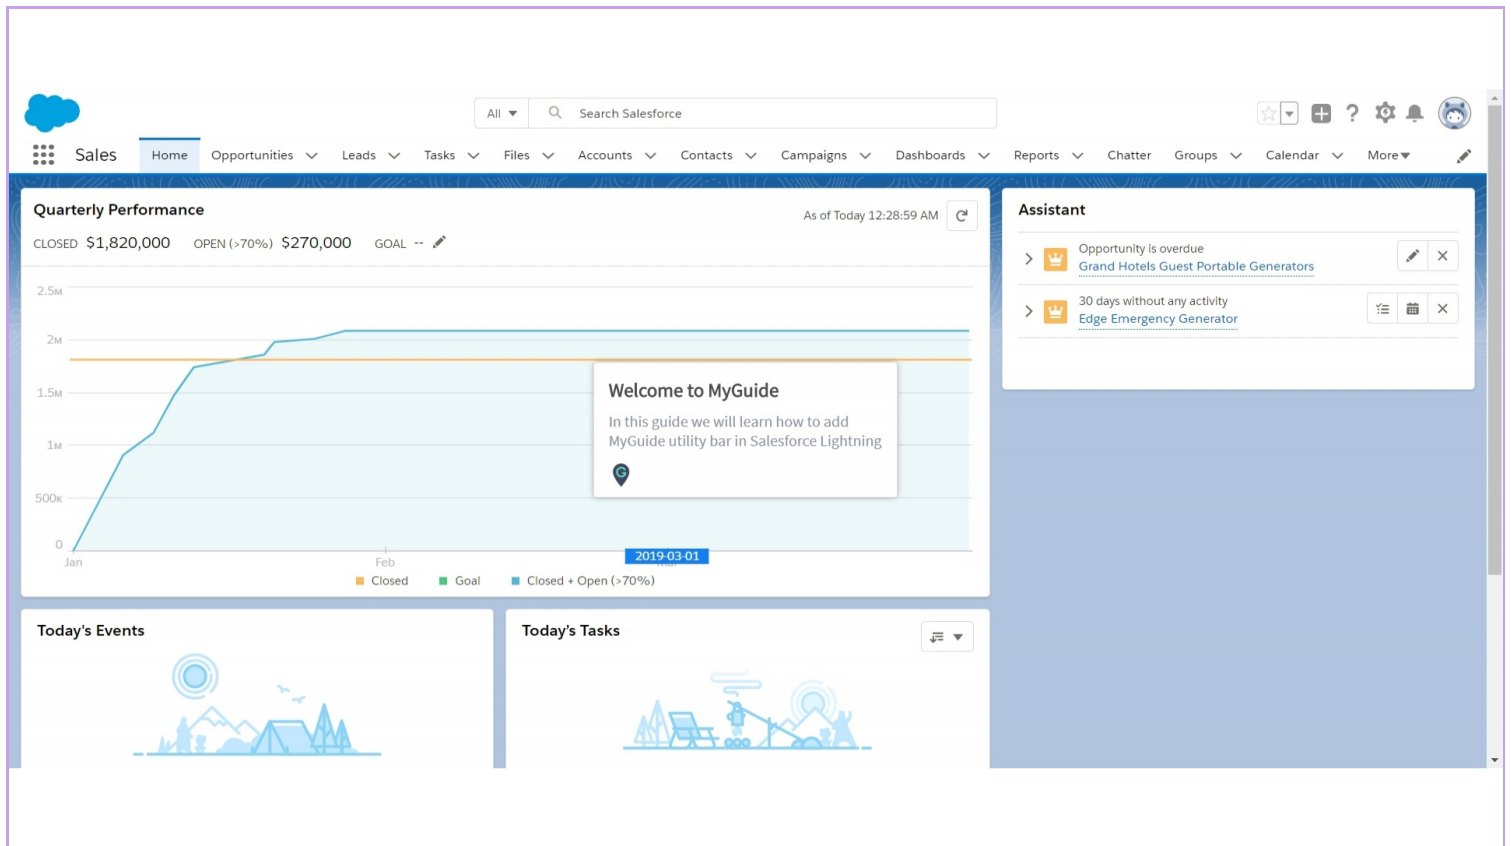 All Search Salesforce
Sales Home Opportunities Leads Tasks Files Accounts Contacts Campaigns Dashboards Reports Chatter Groups Calendar More
Quarterly Performance
As of Today 12:28:59 AM
CLOSED $1,820,000 OPEN (>70%) $270,000 GOAL --
2.5M
2M
1.5M
1M
500K
0
Jan Feb
2019-03-01
Closed Goal Closed + Open (>70%)
Welcome to MyGuide
In this guide we will learn how to add
MyGuide utility bar in Salesforce Lightning
G
Assistant
Opportunity is overdue
Grand Hotels Guest Portable Generators
30 days without any activity
Edge Emergency Generator
Today's Events
Today's Tasks